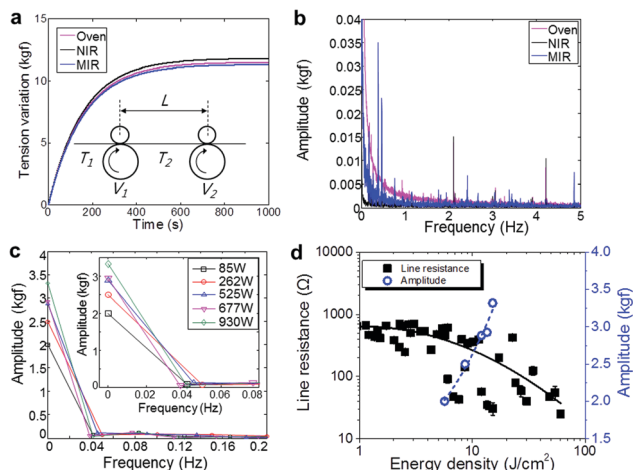 a
Tension variation (kgf)
15
10
5
0
Oven
NIR
MIR
L
T1
T2
V1
V2
0 200 400 600 800 1000
Time (s)
b
Amplitude (kgf)
0.04
0.035
0.03
0.025
0.02
0.015
0.01
0.005
0
Oven
NIR
MIR
0 1 2 3 4 5
Frequency (Hz)
c
Amplitude (kgf)
4
3.5
3
2.5
2
1.5
1
0.5
0
Amplitude (kgf)
3
2
1
0
85W
262W
525W
677W
930W
0 0.04 0.08
Frequency (Hz)
0 0.04 0.08 0.12 0.16 0.20
Frequency (Hz)
d
Line resistance (Ω)
10000
1000
100
10
Line resistance
Amplitude
1 10 100
Energy density (J/cm²)
4.0
3.5
3.0
2.5
2.0
1.5
Amplitude (kgf)